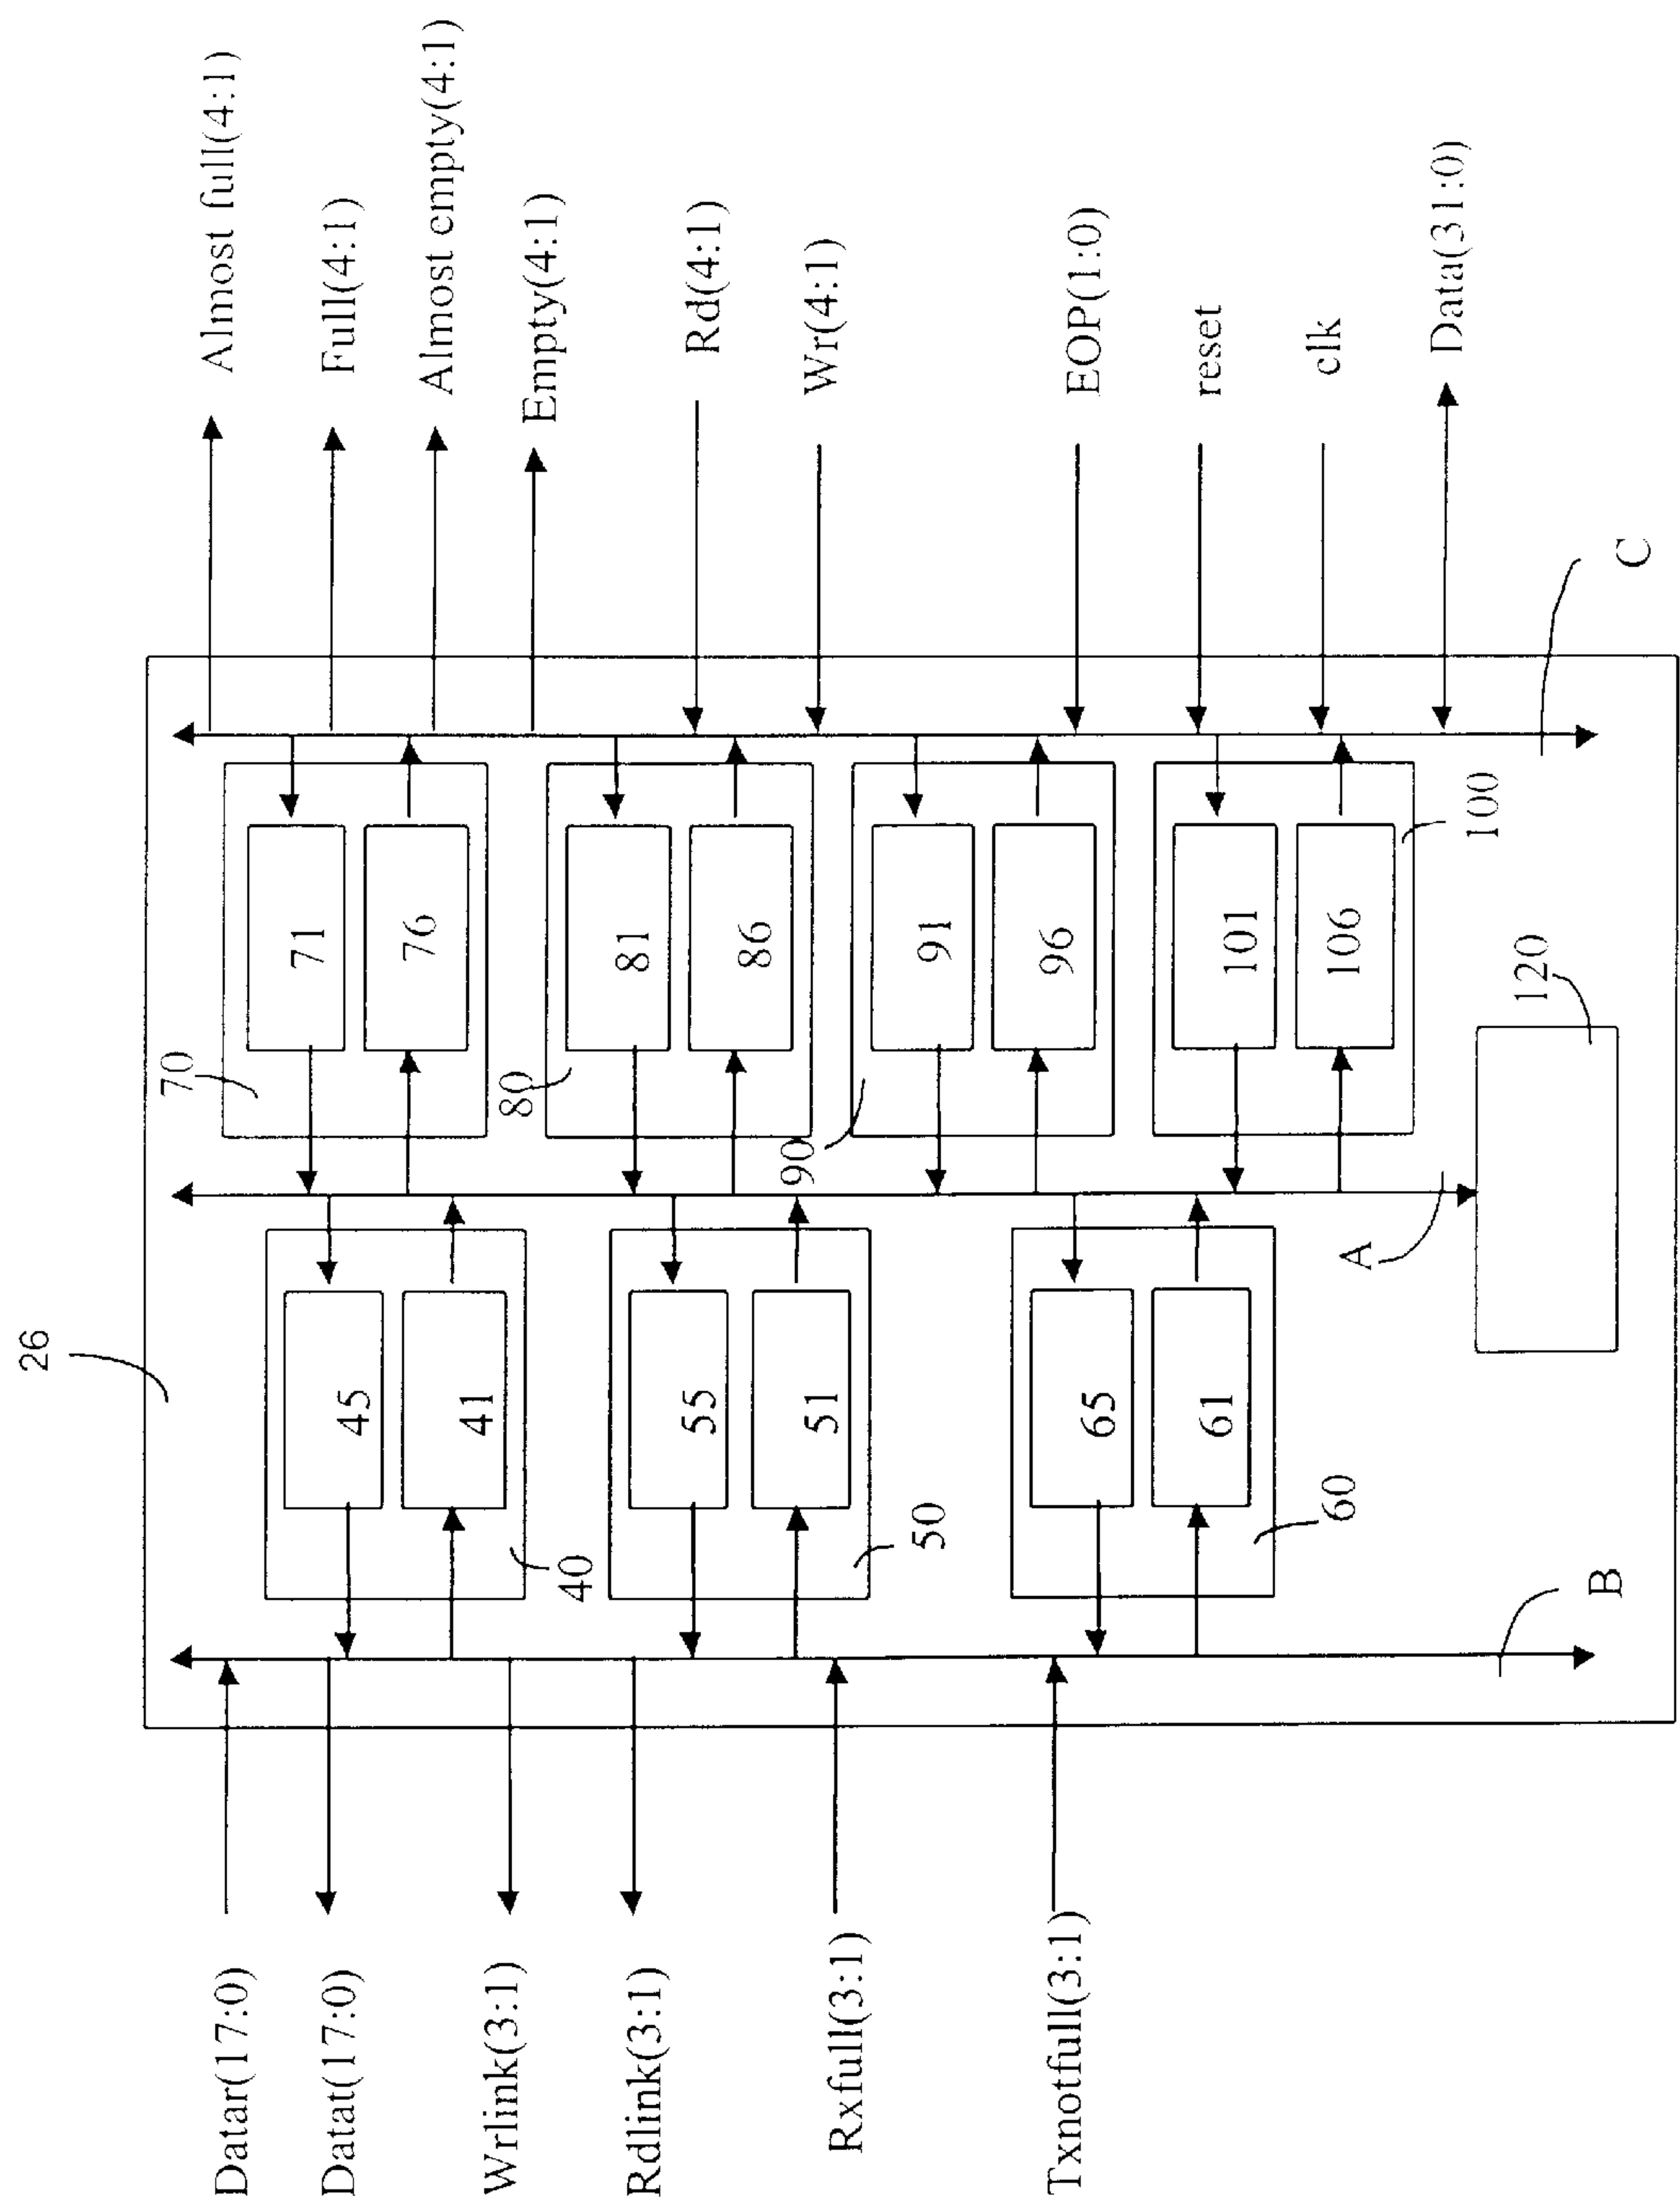 26
Datar(17:0)
Datat(17:0)
Wrlink(3:1)
Rdlink(3:1)
Rxfull(3:1)
Txnotfull(3:1)
45
41
40
55
51
50
65
61
60
B
A
120
70
71
76
80
81
86
90
91
96
101
106
100
C
Almost full(4:1)
Full(4:1)
Almost empty(4:1)
Empty(4:1)
Rd(4:1)
Wr(4:1)
EOP(1:0)
reset
clk
Data(31:0)